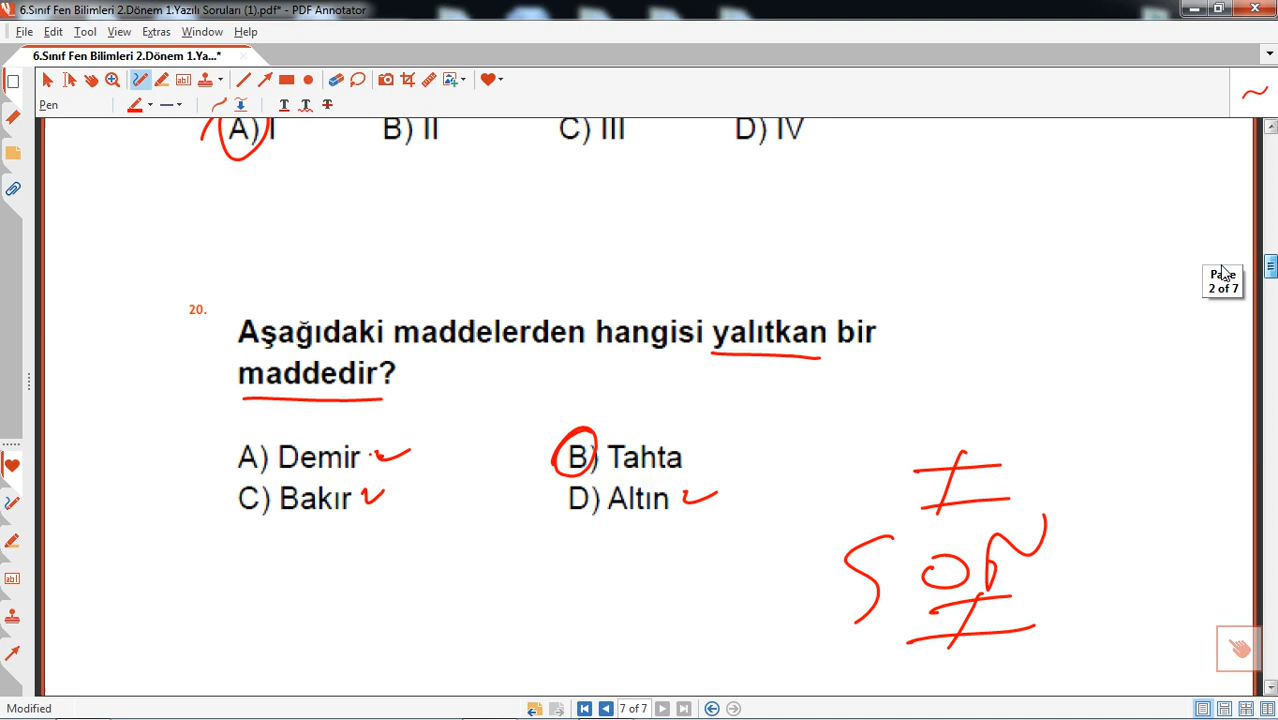 6.Sınıf Fen Bilimleri 2.Dönem 1.Yazılı Soruları (1).pdf* - PDF Annotator
File Edit Tool View Extras Window Help
6.Sınıf Fen Bilimleri 2.Dönem 1.Ya...*
Pen
A) I B) II C) III D) IV
Page
2 of 7
20.
Aşağıdaki maddelerden hangisi yalıtkan bir
maddedir?
A) Demir B) Tahta
C) Bakır D) Altın
SON
Modified 7 of 7